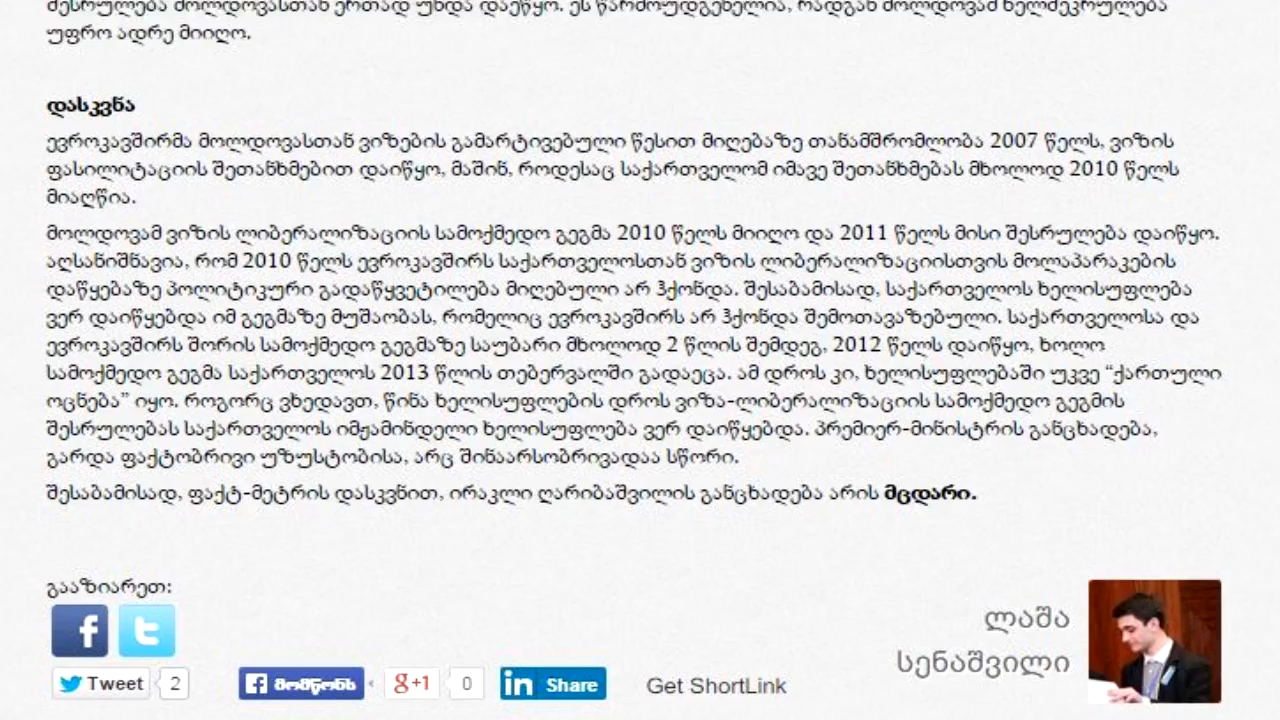 შესრულება მოლდოვასთან ერთად უნდა დაეწყო. ეს წარმოუდგენელია, რადგან მოლდოვამ ხელშეკრულება
უფრო ადრე მიიღო.
დასკვნა
ევროკავშირმა მოლდოვასთან ვიზების გამარტივებული წესით მიღებაზე თანამშრომლობა 2007 წელს, ვიზის
ფასილიტაციის შეთანხმებით დაიწყო, მაშინ, როდესაც საქართველომ იმავე შეთანხმებას მხოლოდ 2010 წელს
მიაღწია.
მოლდოვამ ვიზის ლიბერალიზაციის სამოქმედო გეგმა 2010 წელს მიიღო და 2011 წელს მისი შესრულება დაიწყო.
აღსანიშნავია, რომ 2010 წელს ევროკავშირს საქართველოსთან ვიზის ლიბერალიზაციისთვის მოლაპარაკების
დაწყებაზე პოლიტიკური გადაწყვეტილება მიღებული არ ჰქონდა. შესაბამისად, საქართველოს ხელისუფლება
ვერ დაიწყებდა იმ გეგმაზე მუშაობას, რომელიც ევროკავშირს არ ჰქონდა შემოთავაზებული. საქართველოსა და
ევროკავშირს შორის სამოქმედო გეგმაზე საუბარი მხოლოდ 2 წლის შემდეგ, 2012 წელს დაიწყო, ხოლო
სამოქმედო გეგმა საქართველოს 2013 წლის თებერვალში გადაეცა. ამ დროს კი, ხელისუფლებაში უკვე “ქართული
ოცნება” იყო. როგორც ვხედავთ, წინა ხელისუფლების დროს ვიზა-ლიბერალიზაციის სამოქმედო გეგმის
შესრულებას საქართველოს იმჟამინდელი ხელისუფლება ვერ დაიწყებდა. პრემიერ-მინისტრის განცხადება,
გარდა ფაქტობრივი უზუსტობისა, არც შინაარსობრივადაა სწორი.
შესაბამისად, ფაქტ-მეტრის დასკვნით, ირაკლი ღარიბაშვილის განცხადება არის მცდარი.
გააზიარეთ:
ლაშა
სენაშვილი
Tweet 2 მომწონს g+1 0 in Share Get ShortLink